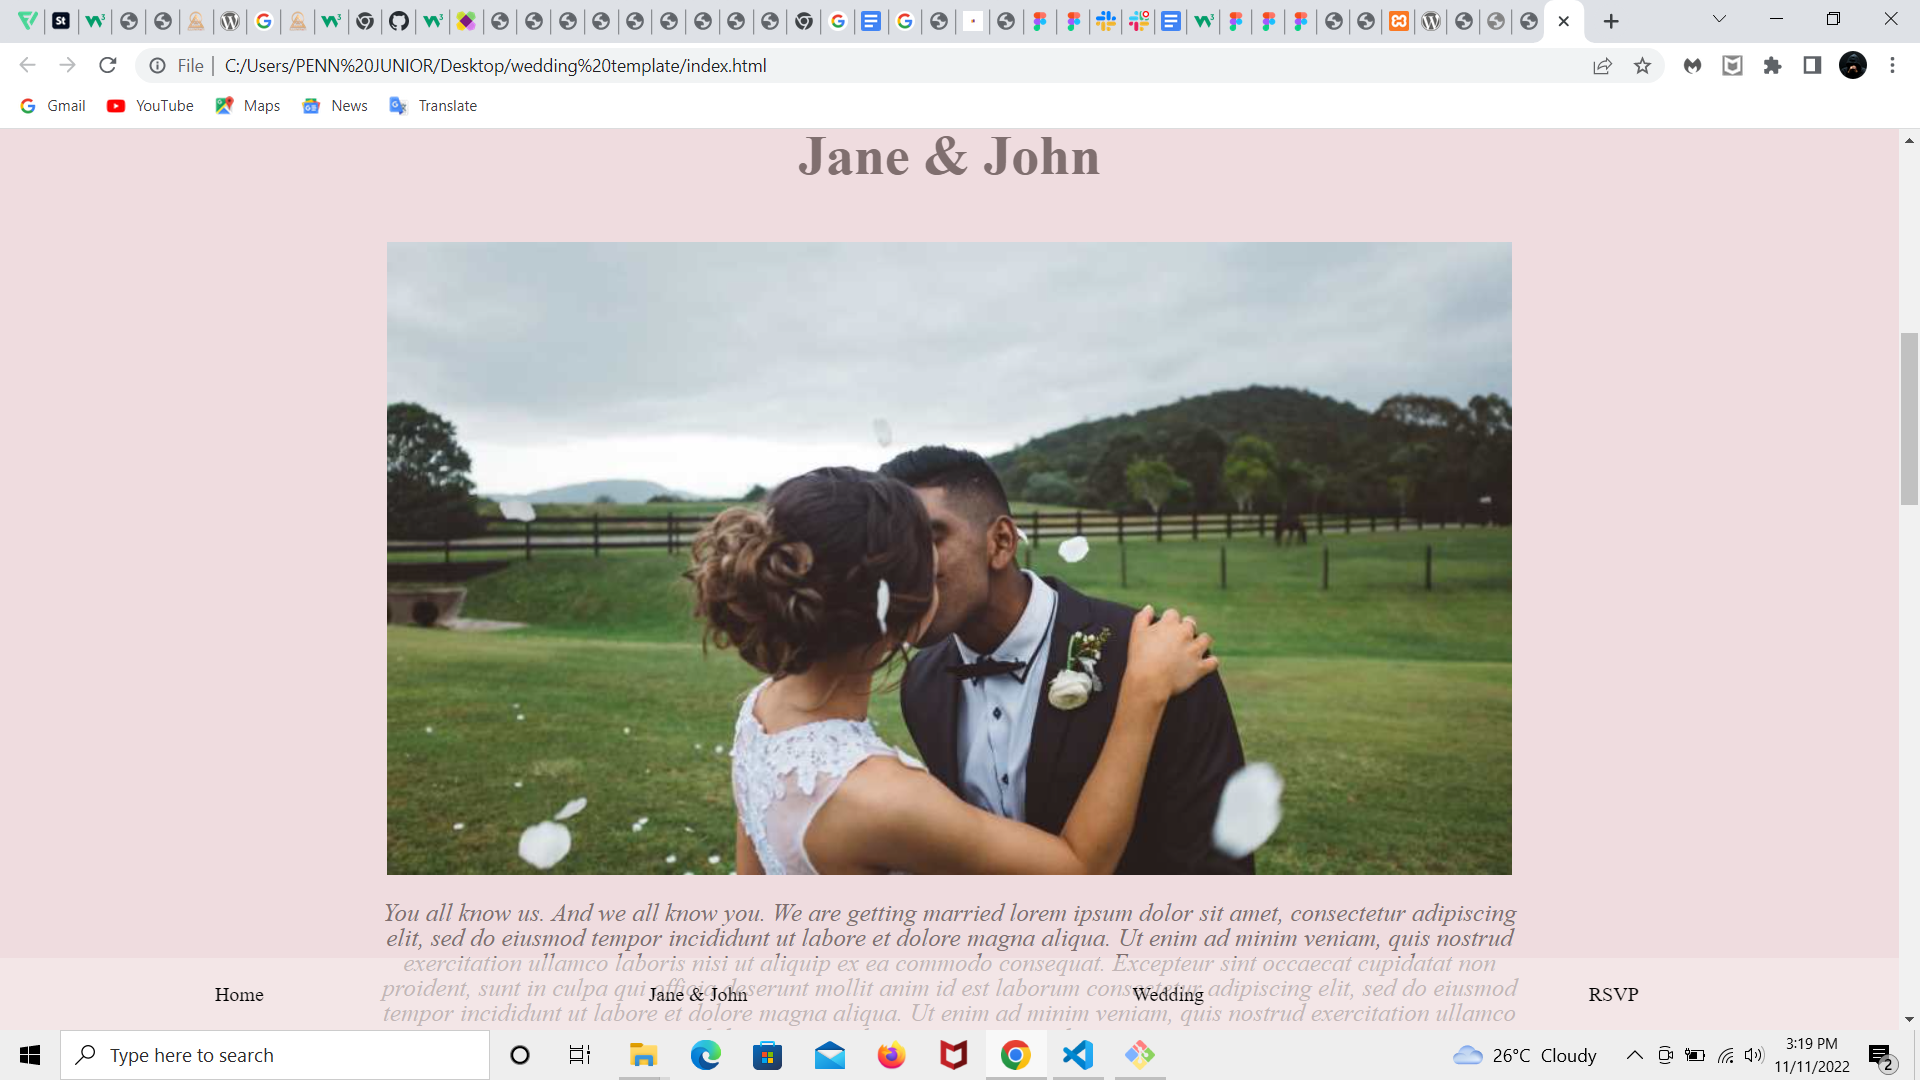 File
C:/Users/PENN%20JUNIOR/Desktop/wedding%20template/index.html
Gmail YouTube Maps News Translate
Jane & John
You all know us. And we all know you. We are getting married lorem ipsum dolor sit amet, consectetur adipiscing
elit, sed do eiusmod tempor incididunt ut labore et dolore magna aliqua. Ut enim ad minim veniam, quis nostrud
exercitation ullamco laboris nisi ut aliquip ex ea commodo consequat. Excepteur sint occaecat cupidatat non
proident, sunt in culpa qui officia deserunt mollit anim id est laborum consectetur adipiscing elit, sed do eiusmod
tempor incididunt ut labore et dolore magna aliqua. Ut enim ad minim veniam, quis nostrud exercitation ullamco
Home Jane & John Wedding RSVP
Type here to search
26°C Cloudy
3:19 PM
11/11/2022
2